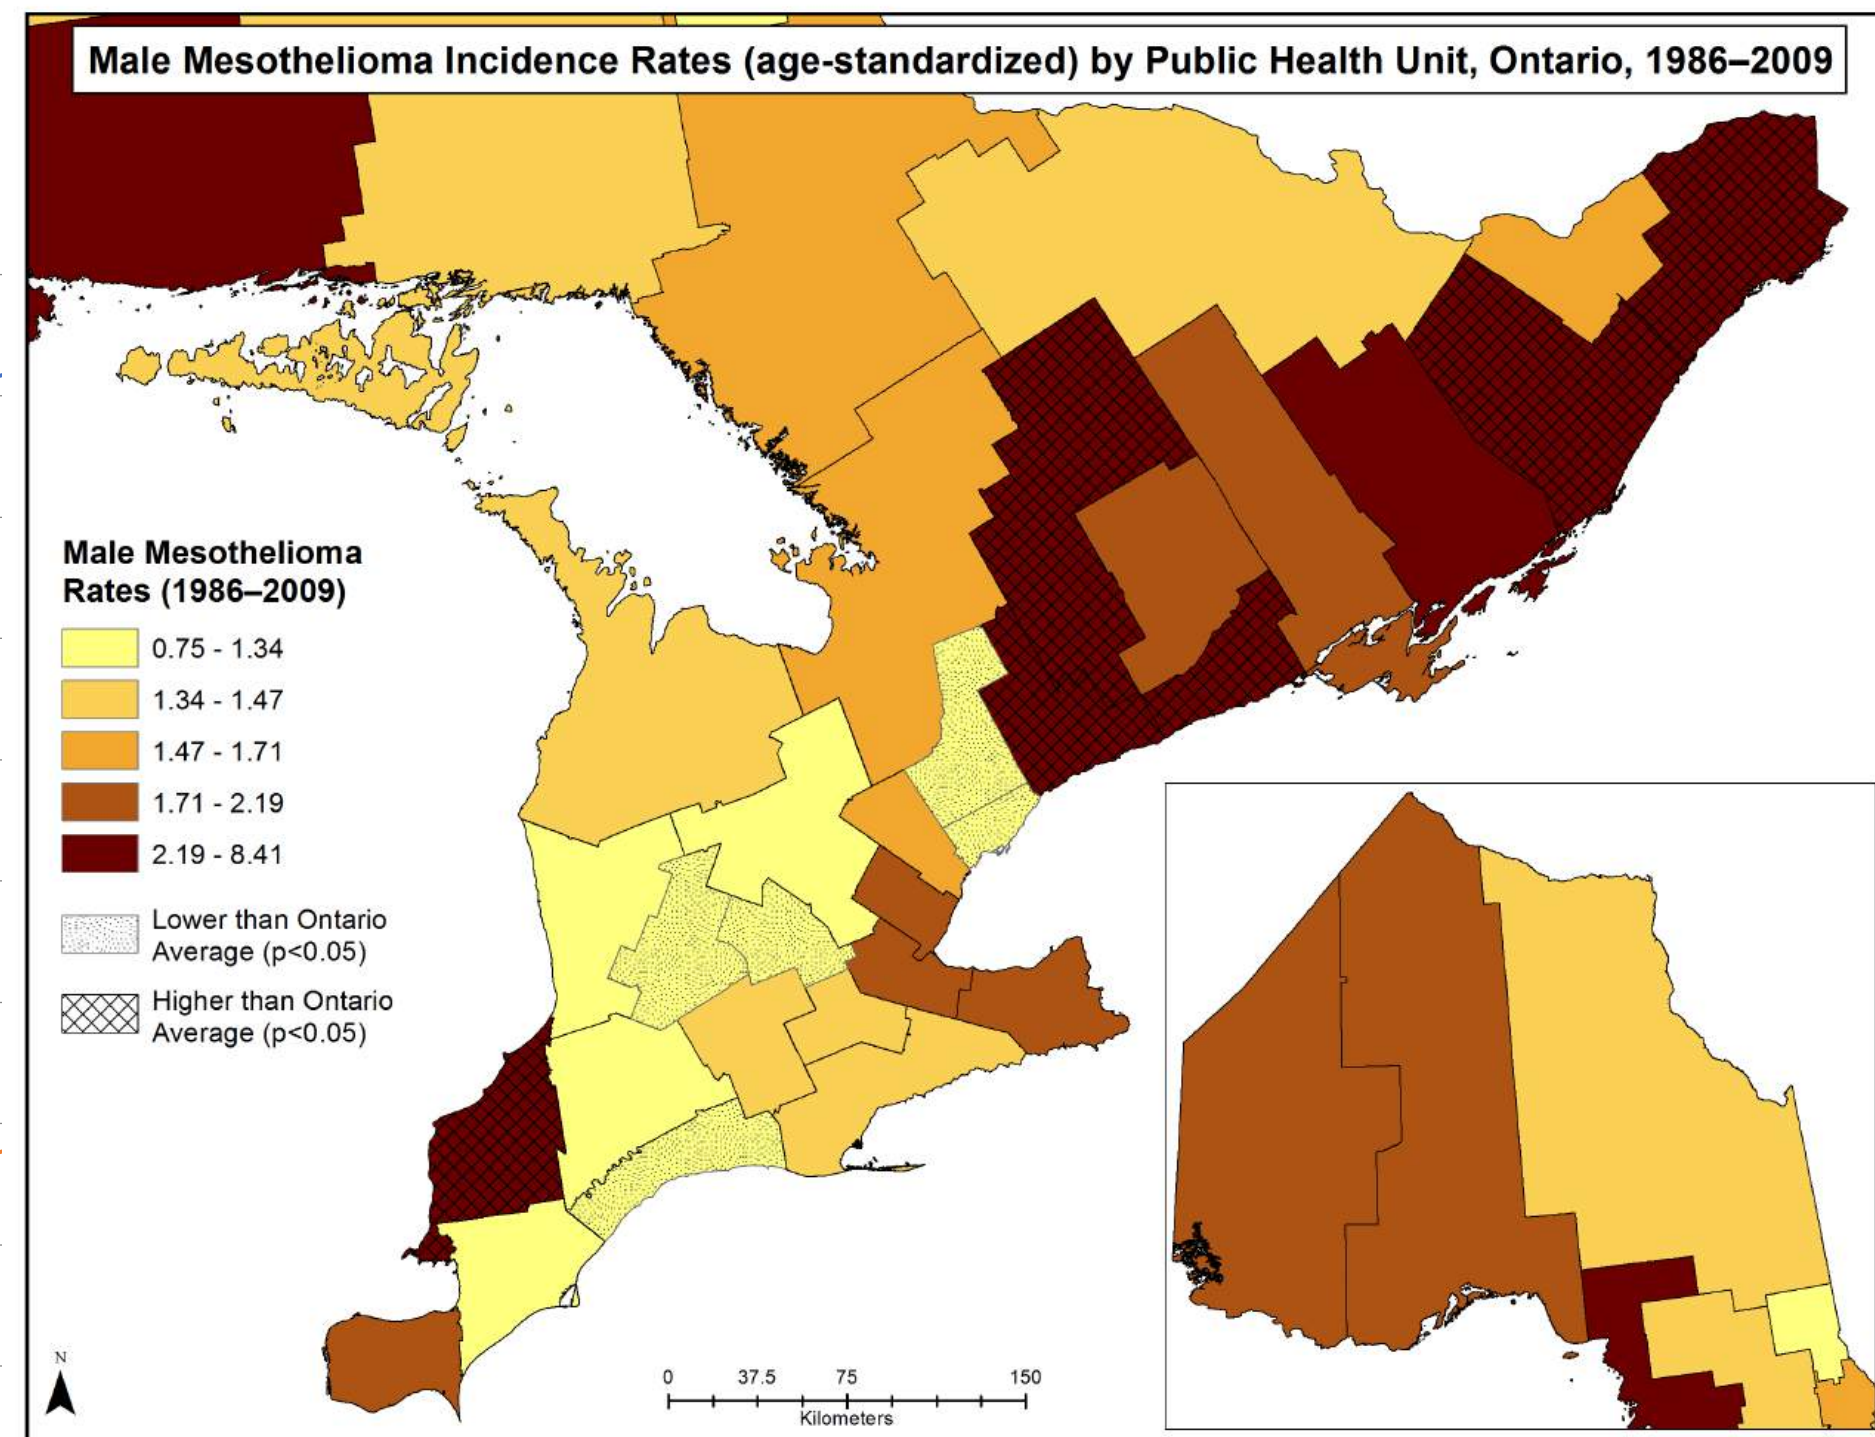 Male Mesothelioma Incidence Rates (age-standardized) by Public Health Unit, Ontario, 1986–2009
Male Mesothelioma
Rates (1986–2009)
0.75 - 1.34
1.34 - 1.47
1.47 - 1.71
1.71 - 2.19
2.19 - 8.41
Lower than Ontario
Average (p<0.05)
Higher than Ontario
Average (p<0.05)
N
0 37.5 75 150
Kilometers